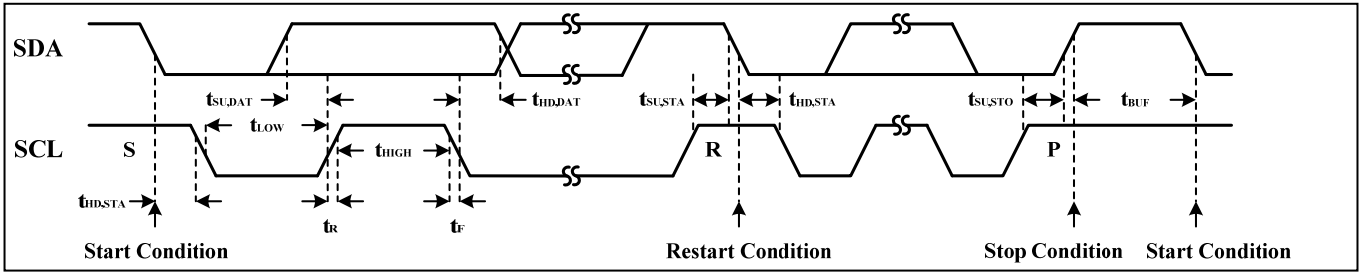 SDA
tSU,DAT
tHD,DAT
tSU,STA
tHD,STA
tSU,STO
tBUF
tLOW
SCL
S
tHIGH
R
P
tHD,STA
tR
tF
Start Condition
Restart Condition
Stop Condition
Start Condition